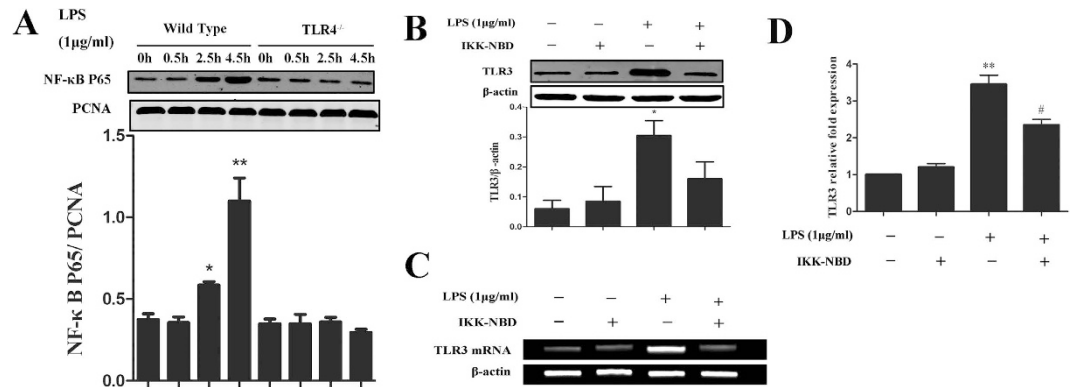 A
LPS
(1μg/ml)
Wild Type
TLR4-/-
0h 0.5h 2.5h 4.5h 0h 0.5h 2.5h 4.5h
NF-κB P65
PCNA
NF-κ B P65/ PCNA
1.5
1.0
0.5
0.0
*
**
B
LPS (1μg/ml) − − + +
IKK-NBD − + − +
TLR3
β-actin
TLR3/β-actin
0.4
0.3
0.2
0.1
0.0
*
C
LPS (1μg/ml) − − + +
IKK-NBD − + − +
TLR3 mRNA
β-actin
D
TLR3 relative fold expression
4
3
2
1
0
**
#
LPS (1μg/ml) − − + +
IKK-NBD − + − +